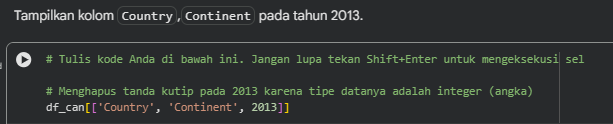 Tampilkan kolom Country, Continent pada tahun 2013.
# Tulis kode Anda di bawah ini. Jangan lupa tekan Shift+Enter untuk mengeksekusi sel
# Menghapus tanda kutip pada 2013 karena tipe datanya adalah integer (angka)
df_can[['Country', 'Continent', 2013]]